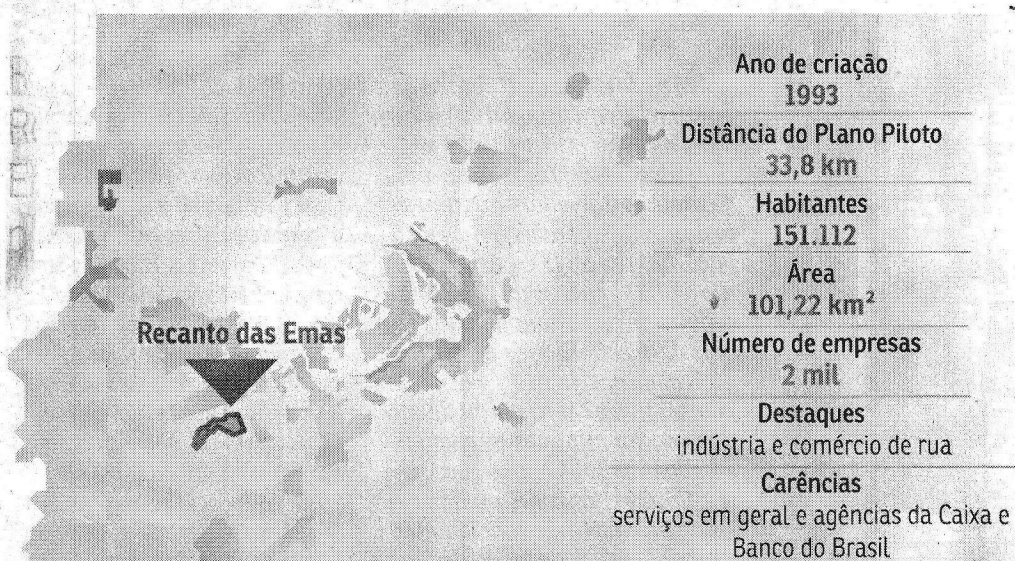 Recanto das Emas
Ano de criação
1993
Distância do Plano Piloto
33,8 km
Habitantes
151.112
Área
101,22 km²
Número de empresas
2 mil
Destaques
indústria e comércio de rua
Carências
serviços em geral e agências da Caixa e
Banco do Brasil